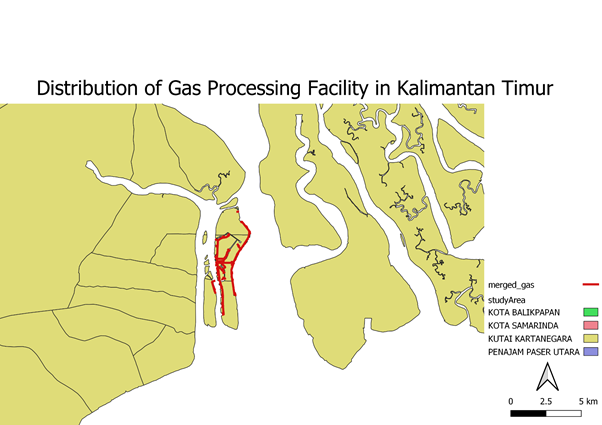 Distribution of Gas Processing Facility in Kalimantan Timur
merged_gas
studyArea
KOTA BALIKPAPAN
KOTA SAMARINDA
KUTAI KARTANEGARA
PENAJAM PASER UTARA
0 2.5 5 km